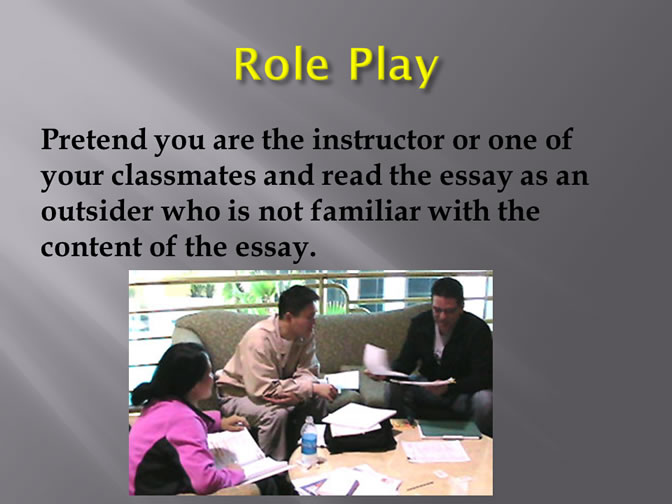 Role Play
Pretend you are the instructor or one of
your classmates and read the essay as an
outsider who is not familiar with the
content of the essay.